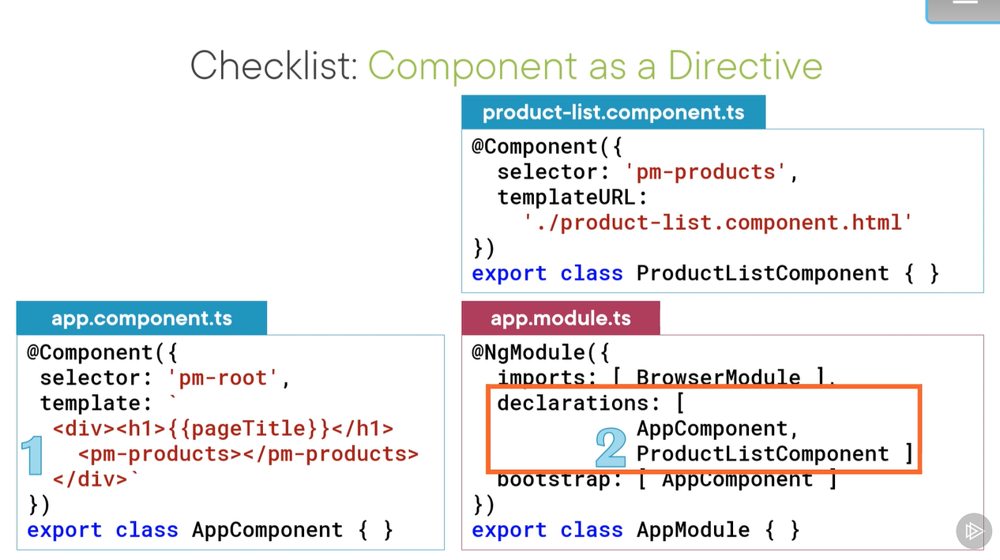 Checklist: Component as a Directive
product-list.component.ts
@Component({
  selector: 'pm-products',
  templateURL:
    './product-list.component.html'
})
export class ProductListComponent { }
app.component.ts
@Component({
 selector: 'pm-root',
 template: `
  <div><h1>{{pageTitle}}</h1>
    <pm-products></pm-products>
  </div>`
})
export class AppComponent { }
1
app.module.ts
@NgModule({
  imports: [ BrowserModule ],
  declarations: [
    AppComponent,
    ProductListComponent ]
  bootstrap: [ AppComponent ]
})
export class AppModule { }
2